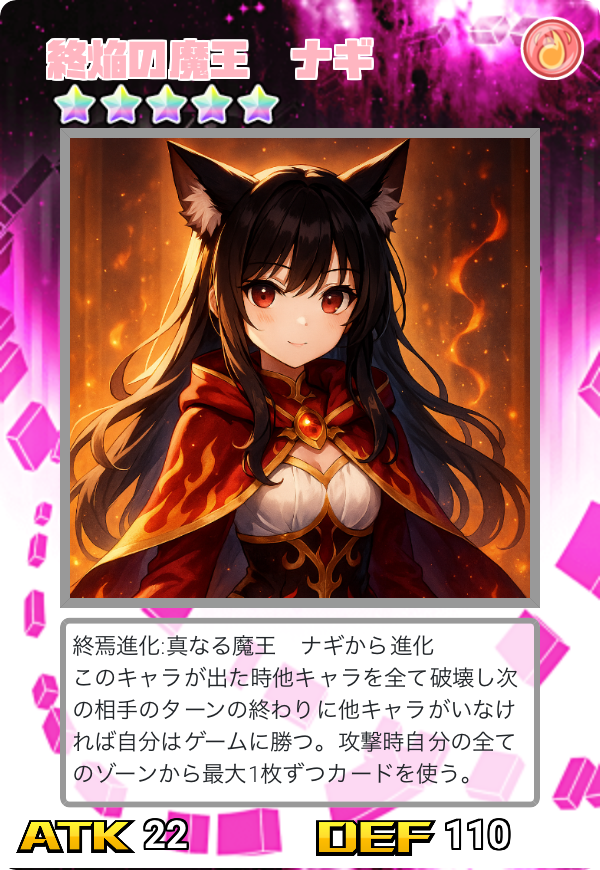 終焔の魔王　ナギ
終焉進化:真なる魔王　ナギから進化
このキャラが出た時他キャラを全て破壊し次
の相手のターンの終わりに他キャラがいなけ
れば自分はゲームに勝つ。攻撃時自分の全て
のゾーンから最大1枚ずつカードを使う。
ATK 22 DEF 110